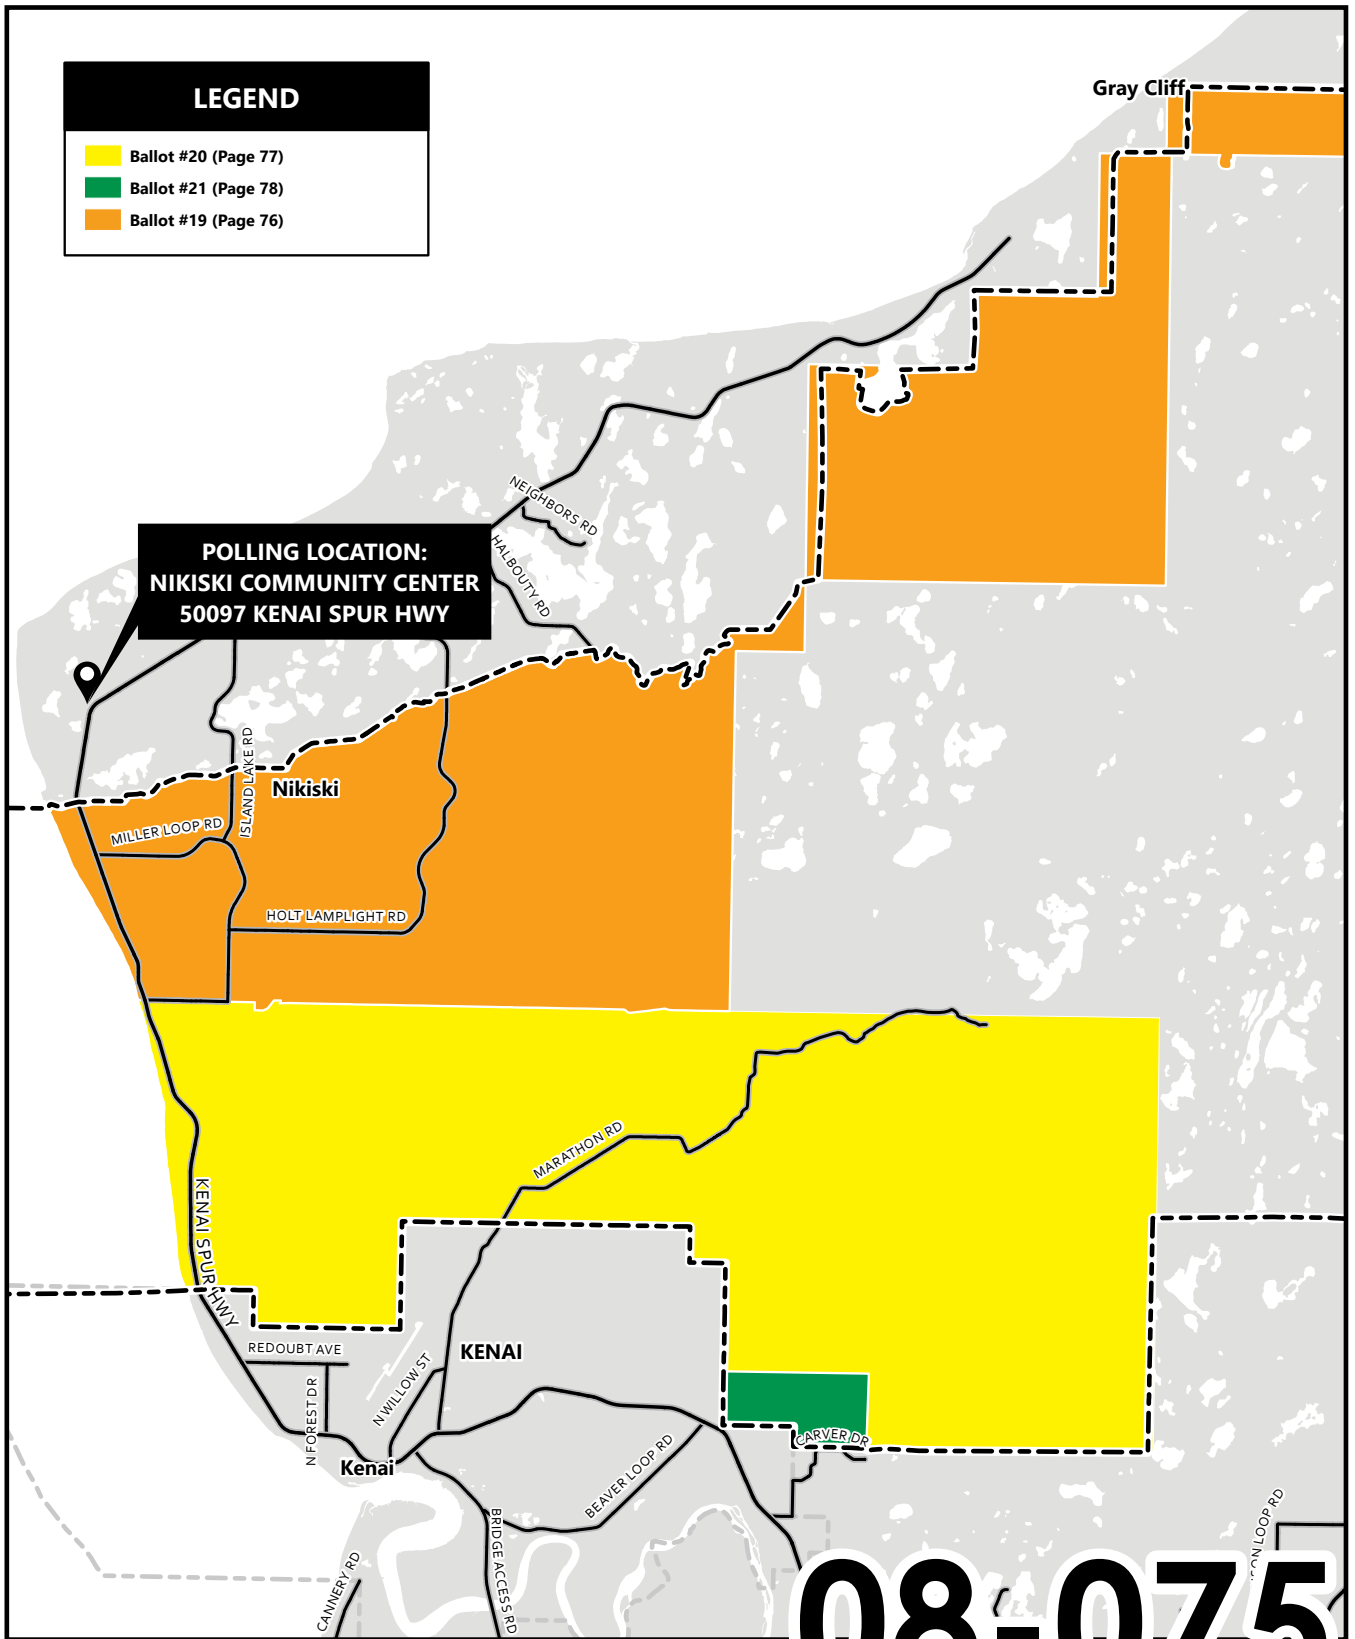 LEGEND
Ballot #20 (Page 77)
Ballot #21 (Page 78)
Ballot #19 (Page 76)
Gray Cliff
NEIGHBORS RD
HALBOUTY RD
POLLING LOCATION:
NIKISKI COMMUNITY CENTER
50097 KENAI SPUR HWY
ISLAND LAKE RD
Nikiski
MILLER LOOP RD
HOLT LAMPLIGHT RD
MARATHON RD
KENAI SPUR HWY
REDOUBT AVE
KENAI
N WILLOW ST
N FOREST DR
CARVER DR
Kenai
BEAVER LOOP RD
BRIDGE ACCESS RD
CANNERY RD
LOOP RD
08-075